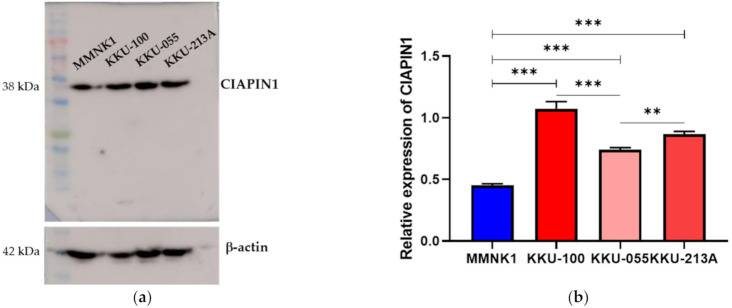 MMNK1
KKU-100
KKU-055
KKU-213A
38 kDa
CIAPIN1
42 kDa
β-actin
(a)
Relative expression of CIAPIN1
1.5
1.0
0.5
0.0
***
***
***
***
**
MMNK1 KKU-100 KKU-055KKU-213A
(b)